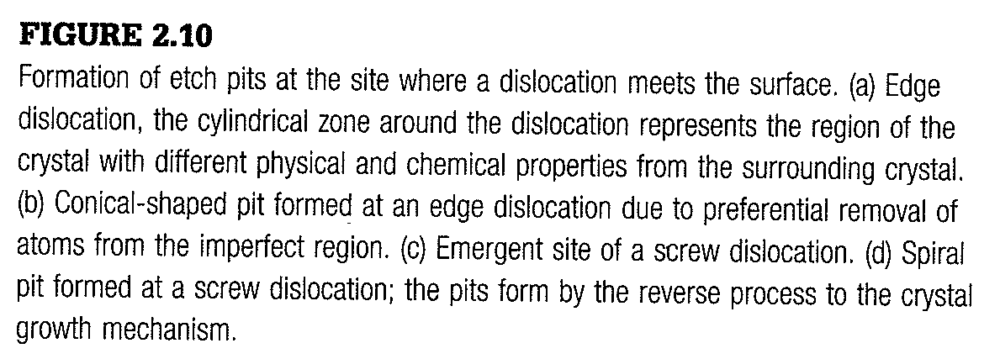 FIGURE 2.10
Formation of etch pits at the site where a dislocation meets the surface. (a) Edge
dislocation, the cylindrical zone around the dislocation represents the region of the
crystal with different physical and chemical properties from the surrounding crystal.
(b) Conical-shaped pit formed at an edge dislocation due to preferential removal of
atoms from the imperfect region. (c) Emergent site of a screw dislocation. (d) Spiral
pit formed at a screw dislocation; the pits form by the reverse process to the crystal
growth mechanism.